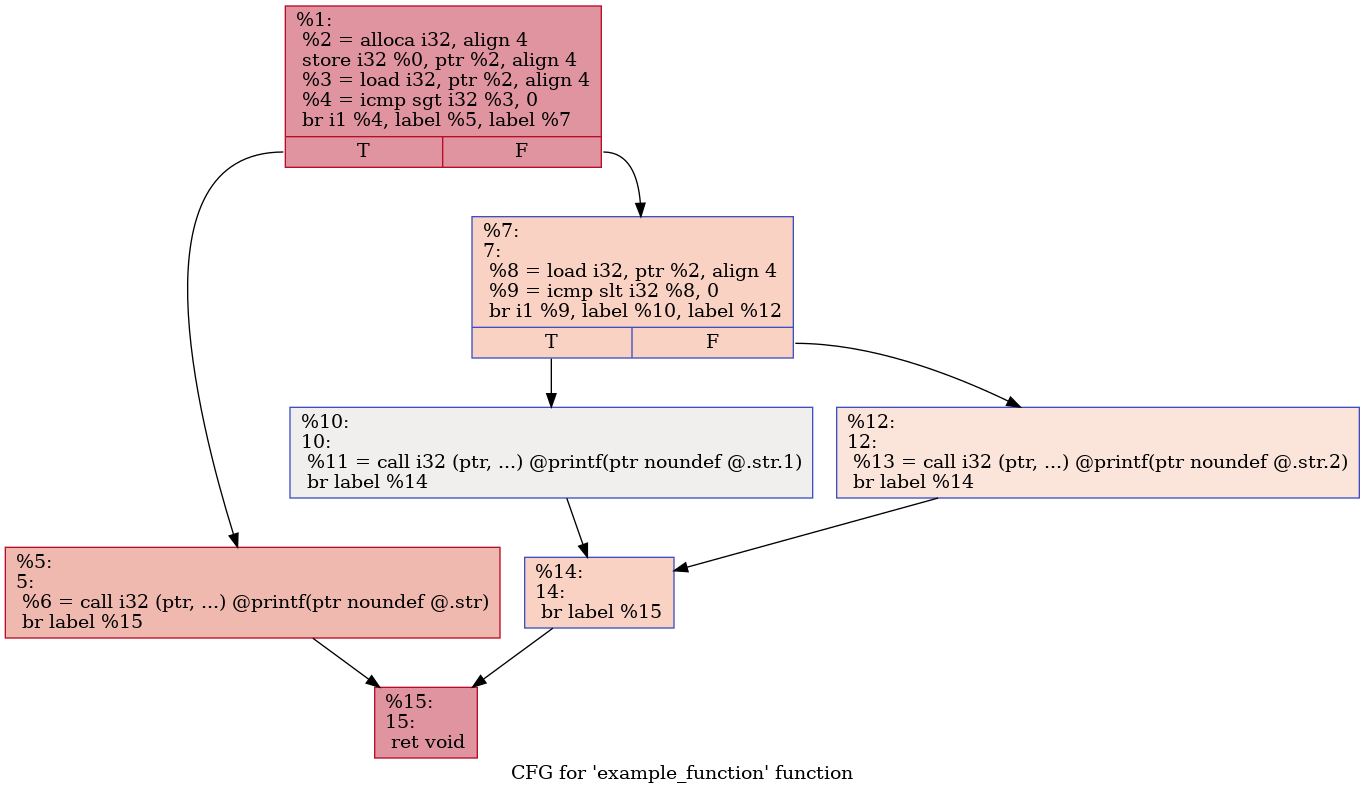 %1:
%2 = alloca i32, align 4
store i32 %0, ptr %2, align 4
%3 = load i32, ptr %2, align 4
%4 = icmp sgt i32 %3, 0
br i1 %4, label %5, label %7
T F
%7:
7:
%8 = load i32, ptr %2, align 4
%9 = icmp slt i32 %8, 0
br i1 %9, label %10, label %12
T F
%10:
10:
%11 = call i32 (ptr, ...) @printf(ptr noundef @.str.1)
br label %14
%12:
12:
%13 = call i32 (ptr, ...) @printf(ptr noundef @.str.2)
br label %14
%5:
5:
%6 = call i32 (ptr, ...) @printf(ptr noundef @.str)
br label %15
%14:
14:
br label %15
%15:
15:
ret void
CFG for 'example_function' function